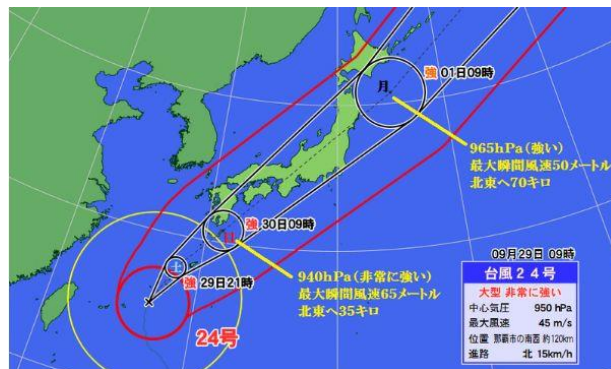 強 01日09時
月
965hPa(強い)
最大瞬間風速50メートル
北東へ70キロ
強 30日09時
日
土
強 29日21時
940hPa(非常に強い)
最大瞬間風速65メートル
北東へ35キロ
24号
09月29日 09時
台風24号
大型 非常に強い
中心気圧 950 hPa
最大風速 45 m/s
位置 那覇市の南西 約120km
進路 北 15km/h